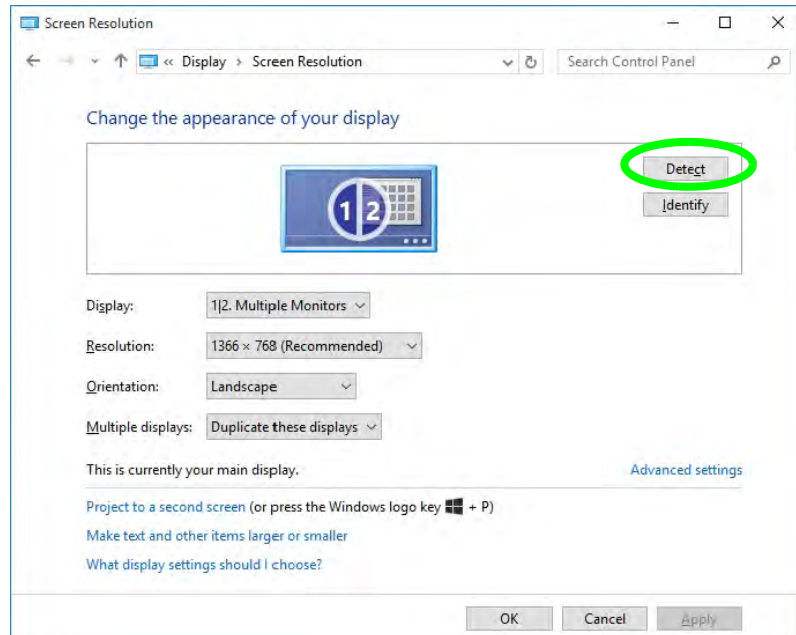 Screen Resolution
« Display > Screen Resolution
Search Control Panel
Change the appearance of your display
1 2
Detect
Identify
Display: 1|2. Multiple Monitors
Resolution: 1366 × 768 (Recommended)
Orientation: Landscape
Multiple displays: Duplicate these displays
This is currently your main display. Advanced settings
Project to a second screen (or press the Windows logo key + P)
Make text and other items larger or smaller
What display settings should I choose?
OK Cancel Apply